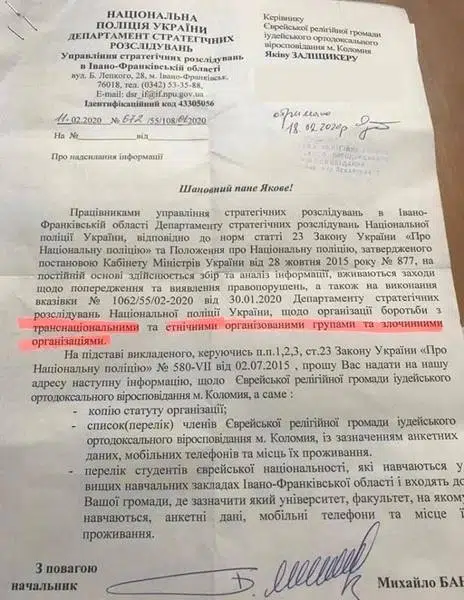 НАЦІОНАЛЬНА
ПОЛІЦІЯ УКРАЇНИ
ДЕПАРТАМЕНТ СТРАТЕГІЧНИХ
РОЗСЛІДУВАНЬ
Управління стратегічних розслідувань
в Івано-Франківській області
вул. Б. Лепкого, 28, м. Івано-Франківськ,
76018, тел. (0342) 53-35-88,
E-mail: dsr_if@if.npu.gov.ua
Ідентифікаційний код 43305056
11.02.2020 № 672/55/108/01-2020
На № від
Про надсилання інформації
Керівнику
Єврейської релігійної громади
іудейського ортодоксального
віросповідання м. Коломия
Яківу ЗАЛІЩИКЕРУ
отримано
18.02.2020р
Шановний пане Якове!
Працівниками управління стратегічних розслідувань в Івано-
Франківській області Департаменту стратегічних розслідувань Національної
поліції України, відповідно до норм статті 23 Закону України «Про
Національну поліцію» та Положення про Національну поліцію, затвердженого
постановою Кабінету Міністрів України від 28 жовтня 2015 року № 877, на
постійній основі здійснюється збір та аналіз інформації, вживаються заходи
щодо попередження та виявлення правопорушень, а також на виконання
вказівки № 1062/55/02-2020 від 30.01.2020 Департаменту стратегічних
розслідувань Національної поліції України, щодо організації боротьби з
транснаціональними та етнічними організованими групами та злочинними
організаціями.
На підставі викладеного, керуючись п.п.1,2,3, ст.23 Закону України «Про
Національну поліцію» № 580-VII від 02.07.2015, прошу Вас надати на нашу
адресу наступну інформацію, щодо Єврейської релігійної громади іудейського
ортодоксального віросповідання м. Коломия, а саме :
- копію статуту організації;
- список(перелік) членів Єврейської релігійної громади іудейського
ортодоксального віросповідання м. Коломия, із зазначенням анкетних
даних, мобільних телефонів та місць їх проживання.
- перелік студентів єврейської національності, які навчаються у
вищих навчальних закладах Івано-Франківської області і входять до
Вашої громади, де зазначити який університет, факультет, на якому
навчаються, анкетні дані, мобільні телефони та місце ї
проживання.
З повагою
начальник
Михайло БАН